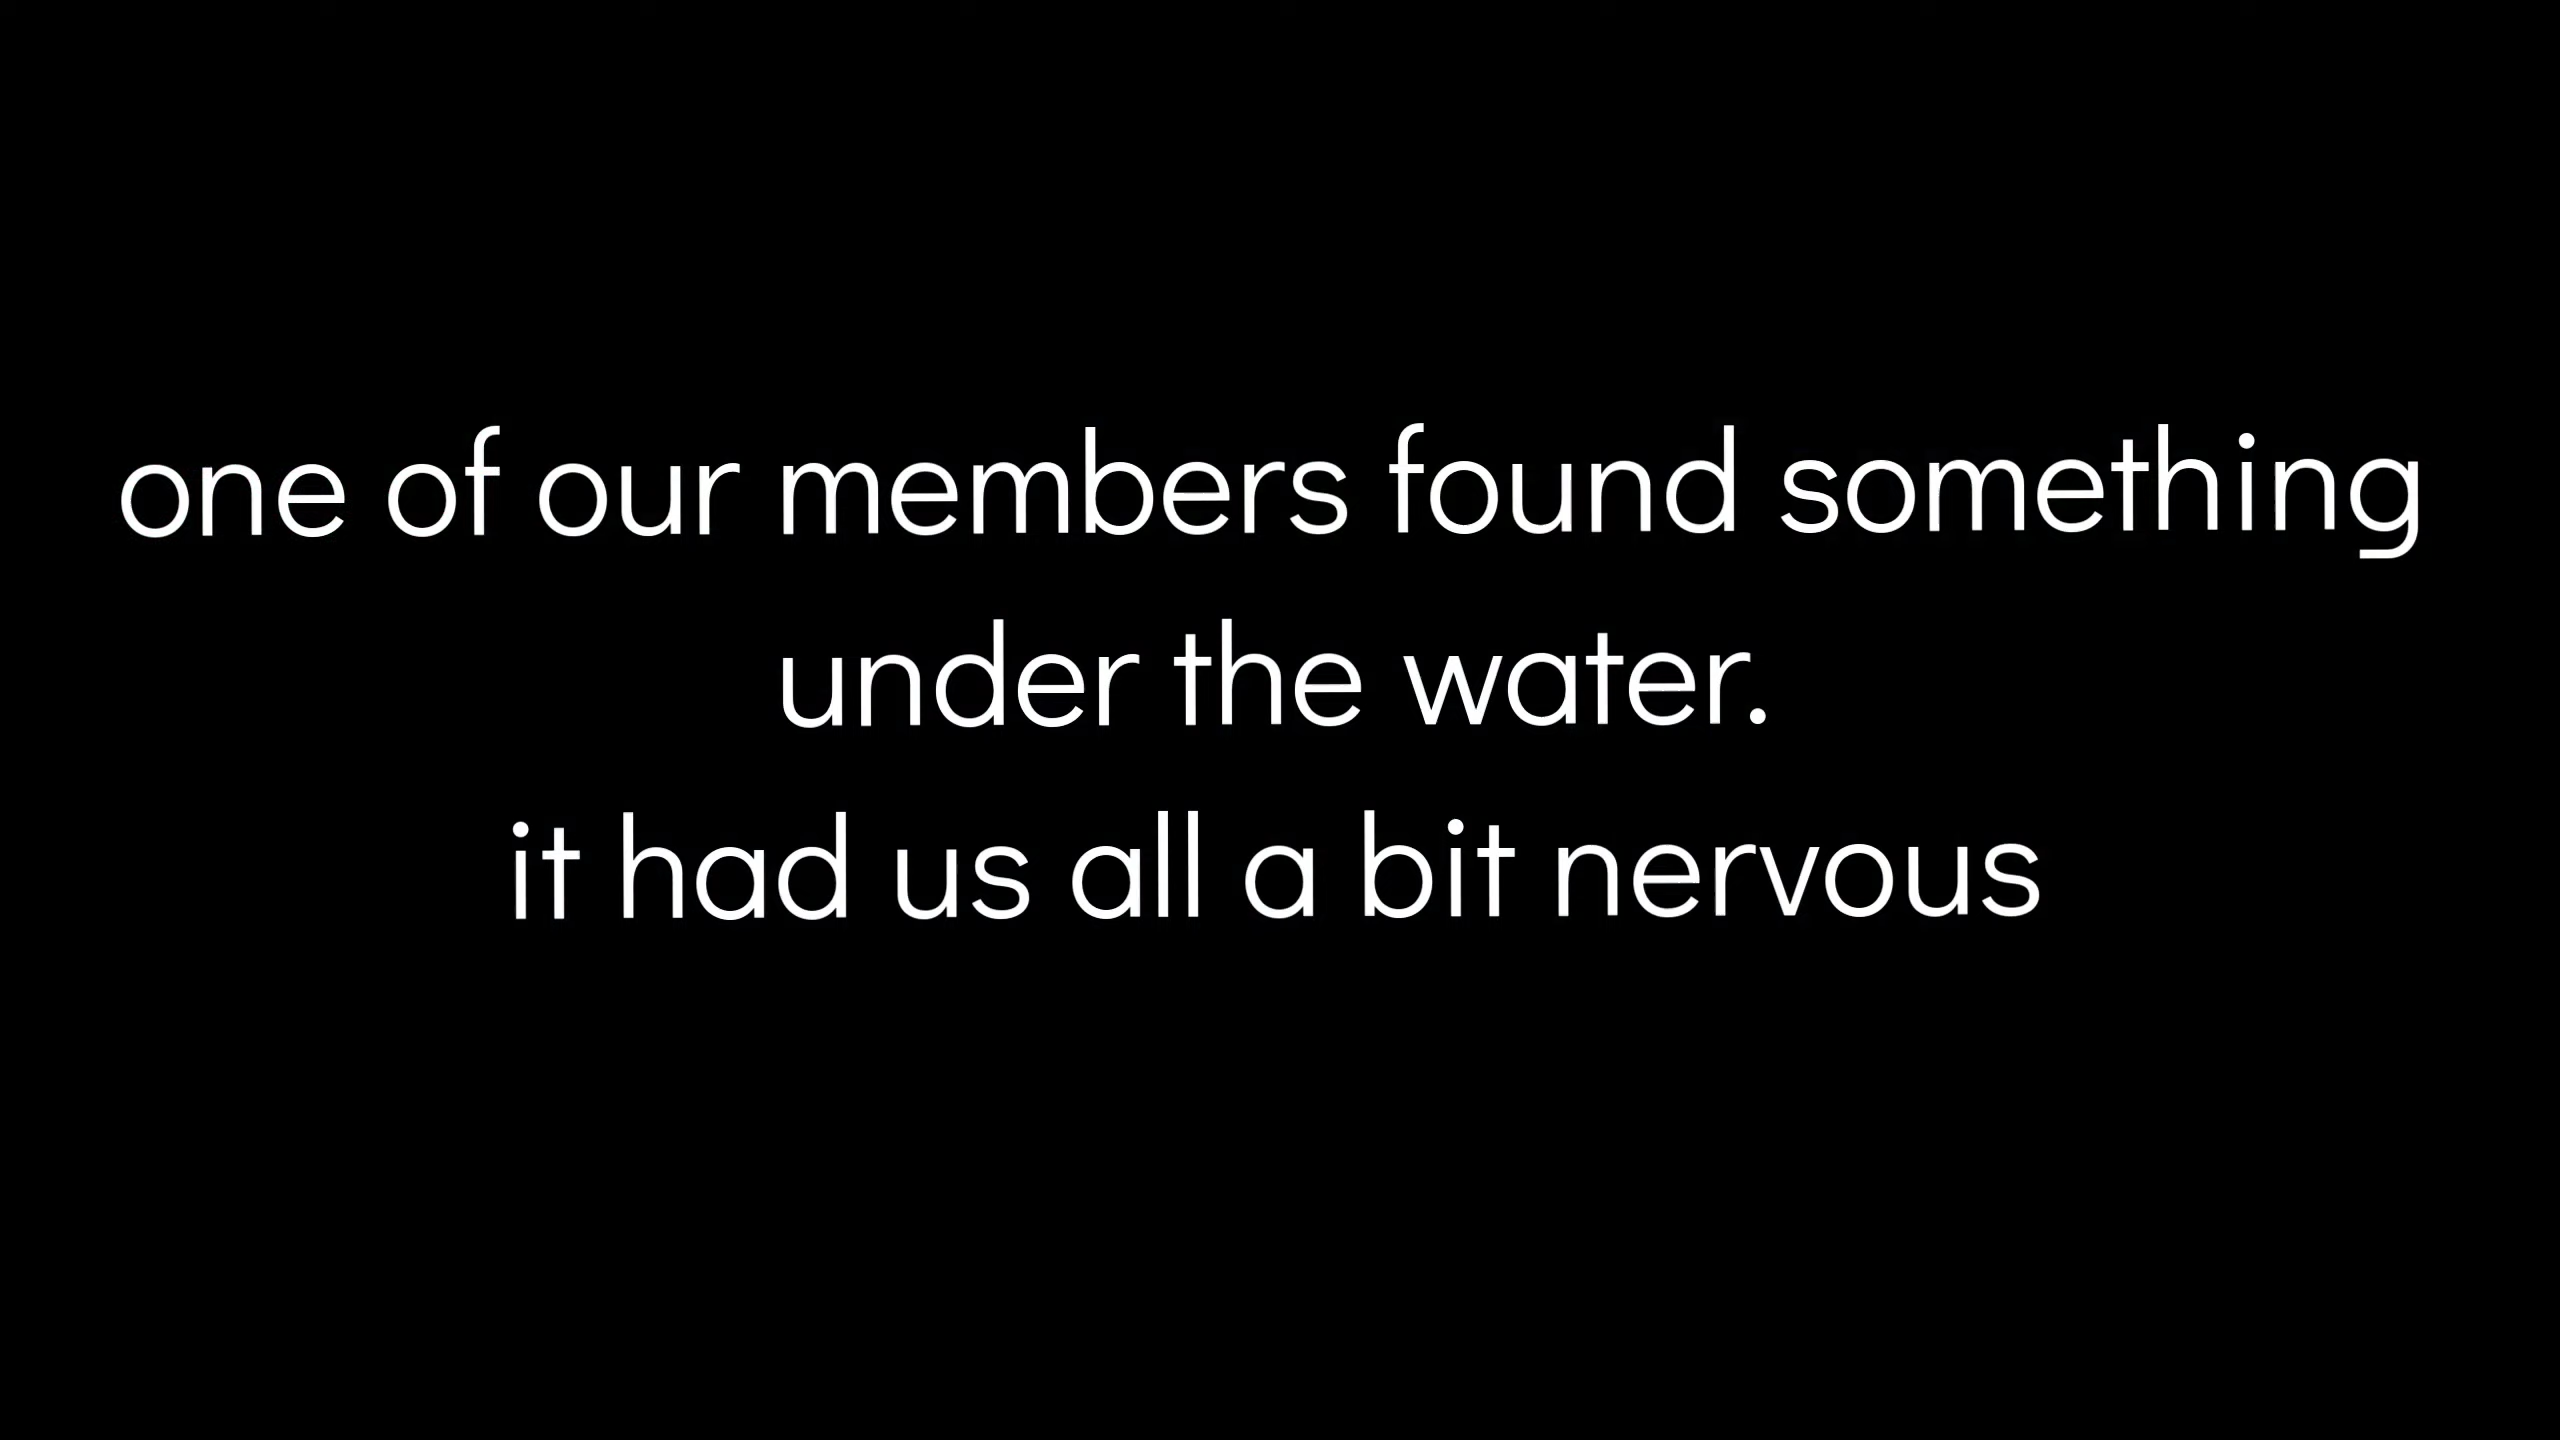 one of our members found something
under the water.
it had us all a bit nervous